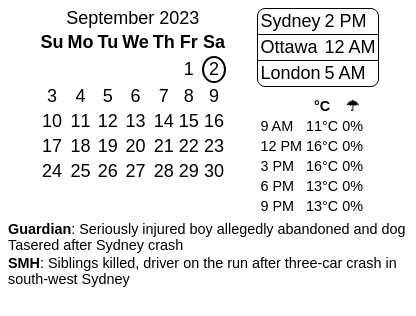 September 2023
Su Mo Tu We Th Fr Sa
1 2
3 4 5 6 7 8 9
10 11 12 13 14 15 16
17 18 19 20 21 22 23
24 25 26 27 28 29 30
Sydney 2 PM
Ottawa 12 AM
London 5 AM
°C ☂
9 AM 11°C 0%
12 PM 16°C 0%
3 PM 16°C 0%
6 PM 13°C 0%
9 PM 13°C 0%
Guardian: Seriously injured boy allegedly abandoned and dog
Tasered after Sydney crash
SMH: Siblings killed, driver on the run after three-car crash in
south-west Sydney